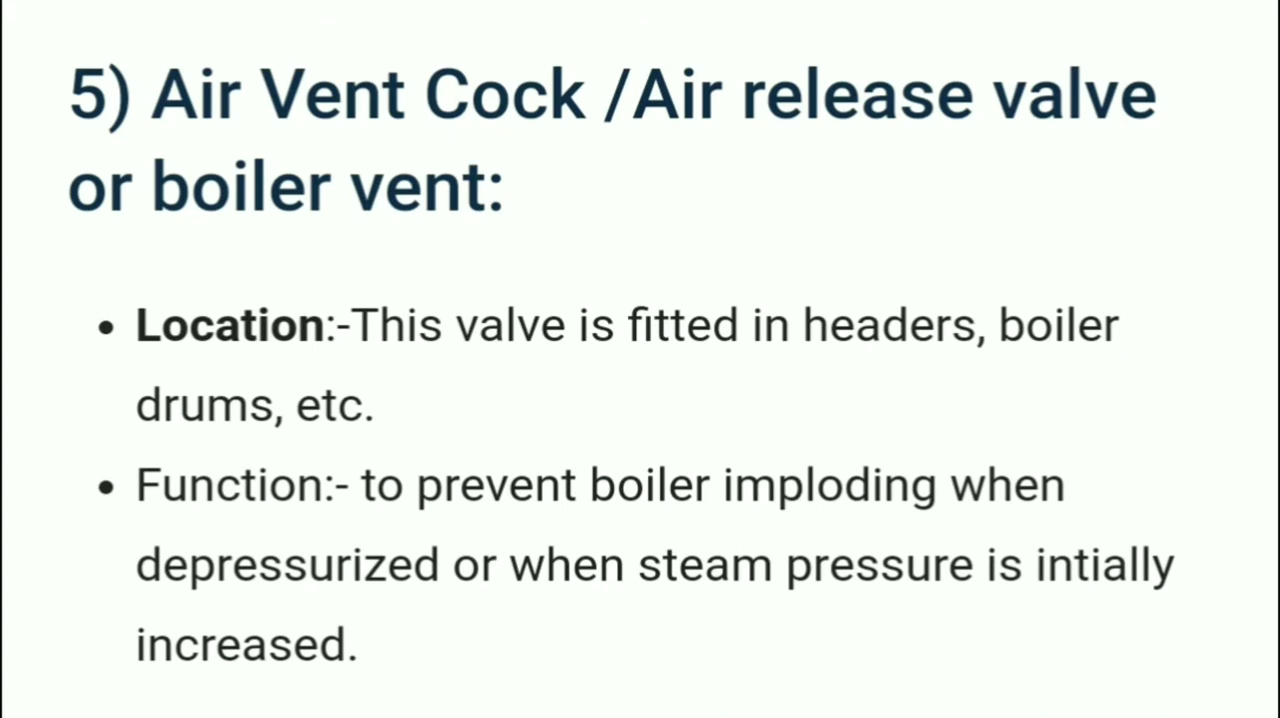 5) Air Vent Cock /Air release valve
or boiler vent:
• Location:-This valve is fitted in headers, boiler
drums, etc.
• Function:- to prevent boiler imploding when
depressurized or when steam pressure is intially
increased.